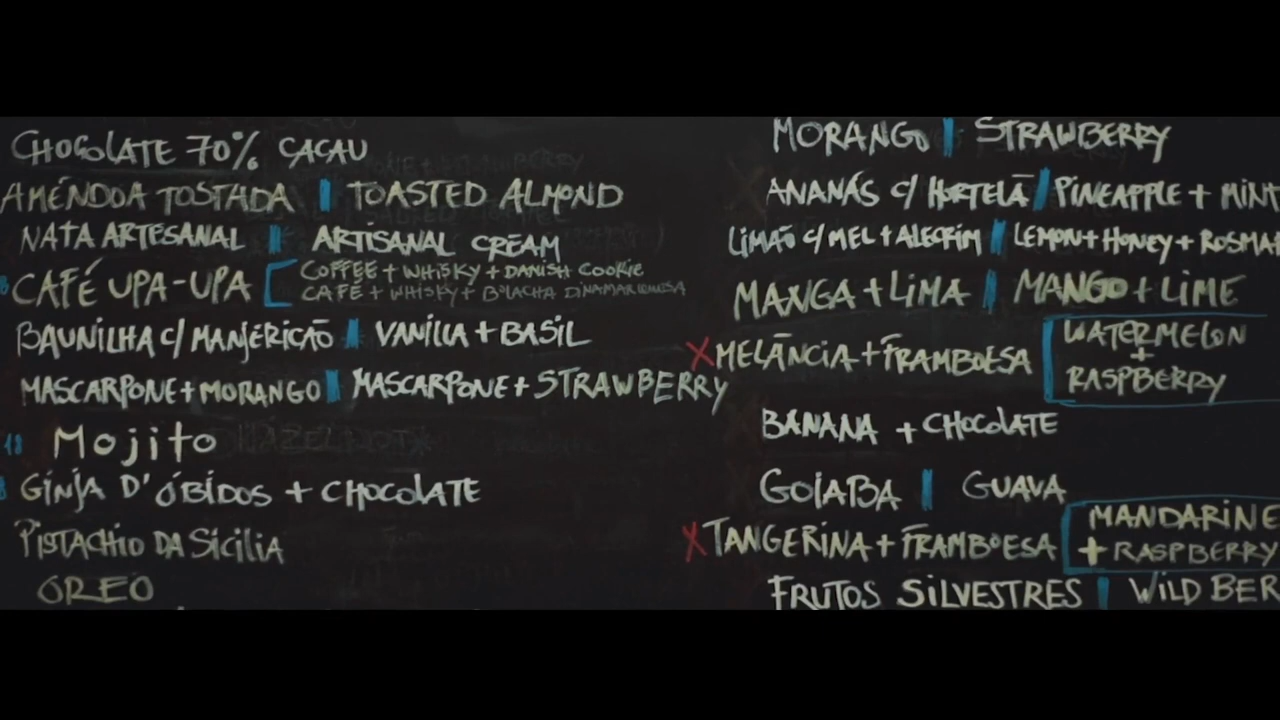 CHOCOLATE 70% CACAU
AMÊNDOA TOSTADA | TOASTED ALMOND
NATA ARTESANAL || ARTISANAL CREAM
CAFÉ UPA-UPA [ COFFEE + WHISKY + DANISH COOKIE
CAFÉ + WHISKY + BOLACHA DINAMARQUESA
BAUNILHA C/ MANJERICÃO | VANILLA + BASIL
MASCARPONE + MORANGO | MASCARPONE + STRAWBERRY
18 Mojito
GINJA D'ÓBIDOS + CHOCOLATE
PISTACHIO DA SICILIA
OREO
MORANGO | STRAWBERRY
ANANÁS C/ HORTELÃ | PINEAPPLE + MINT
LIMÃO C/ MEL + ALECRIM | LEMON + HONEY + ROSMA
MANGA + LIMA | MANGO + LIME
X MELÂNCIA + FRAMBOESA [ WATERMELON
+
RASPBERRY
BANANA + CHOCOLATE
GOIABA | GUAVA
X TANGERINA + FRAMBOESA [ MANDARINE
+ RASPBERRY
FRUTOS SILVESTRES | WILD BER